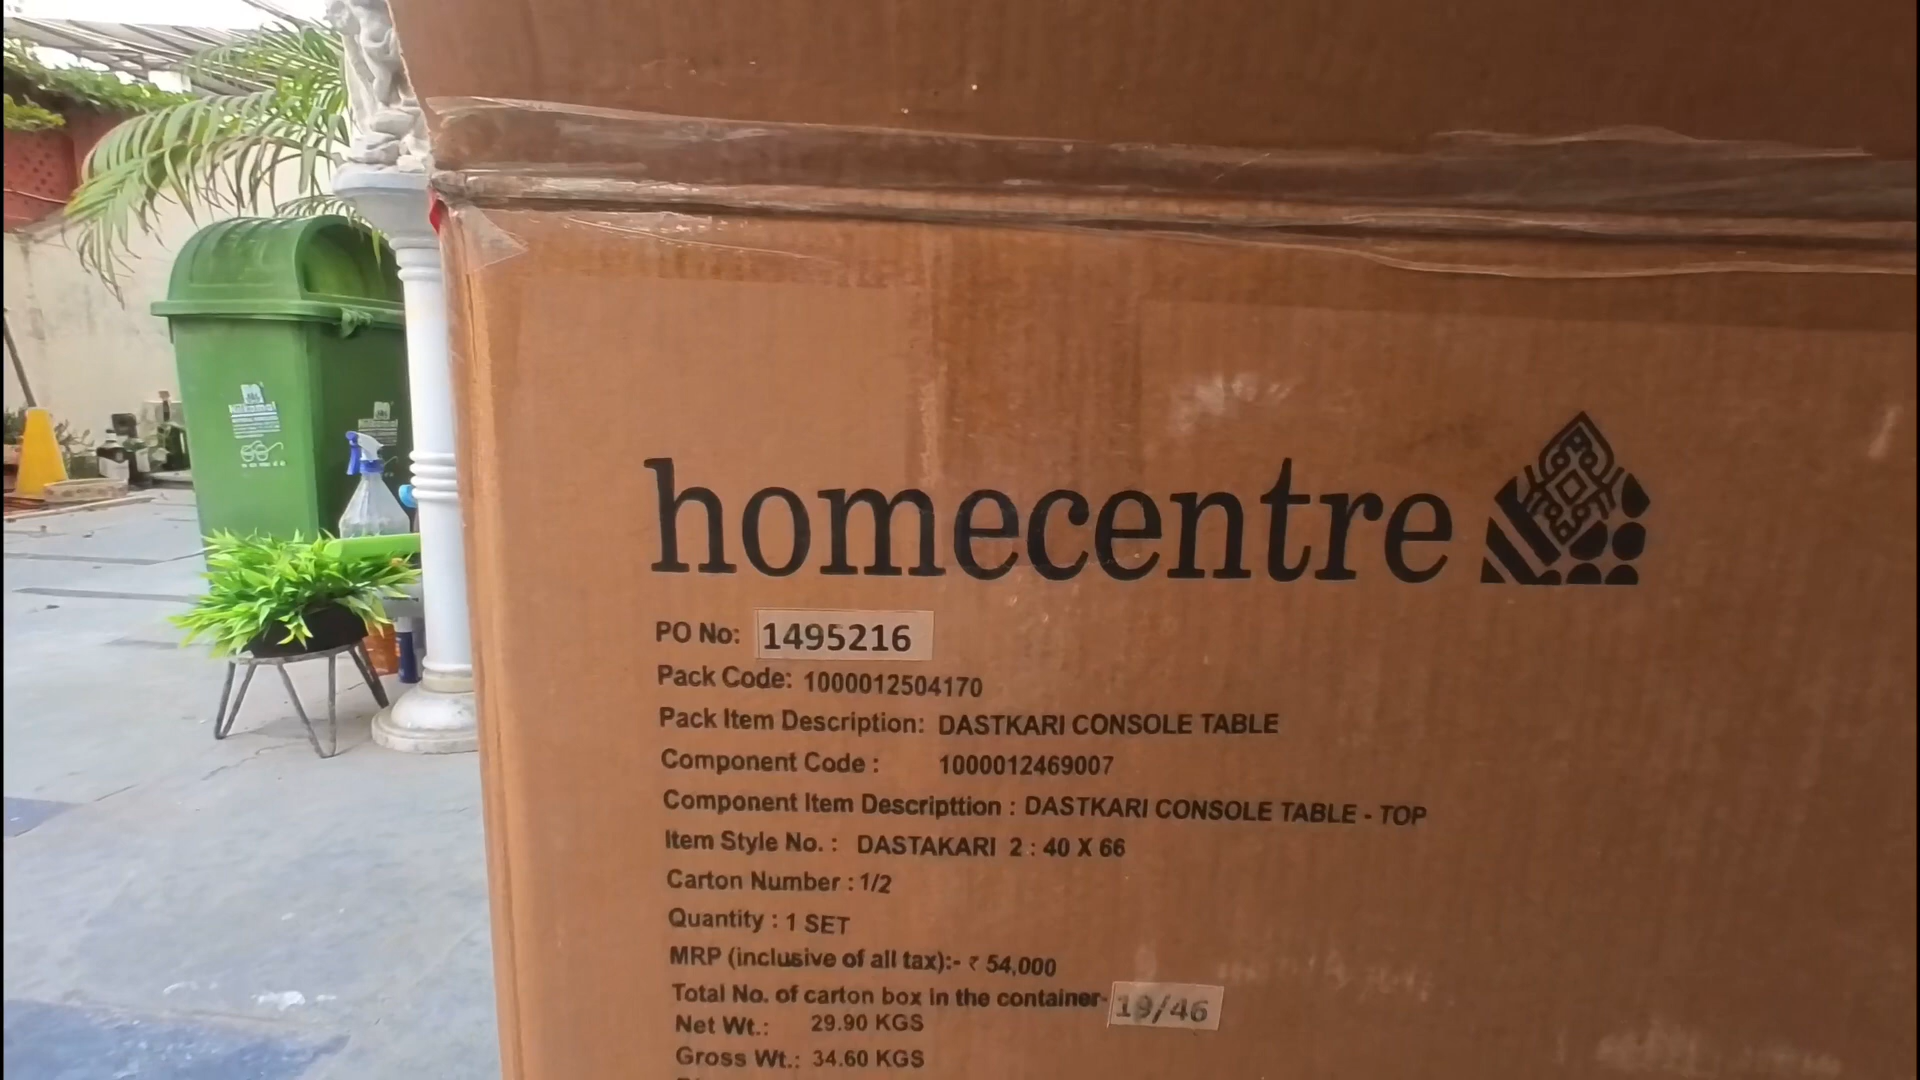 homecentre
PO No: 1495216
Pack Code: 1000012504170
Pack Item Description: DASTKARI CONSOLE TABLE
Component Code : 1000012469007
Component Item Descripttion : DASTKARI CONSOLE TABLE - TOP
Item Style No. : DASTAKARI 2 : 40 X 66
Carton Number : 1/2
Quantity : 1 SET
MRP (inclusive of all tax):- ₹ 54,000
Total No. of carton box in the container- 19/46
Net Wt.: 29.90 KGS
Gross Wt.: 34.60 KGS